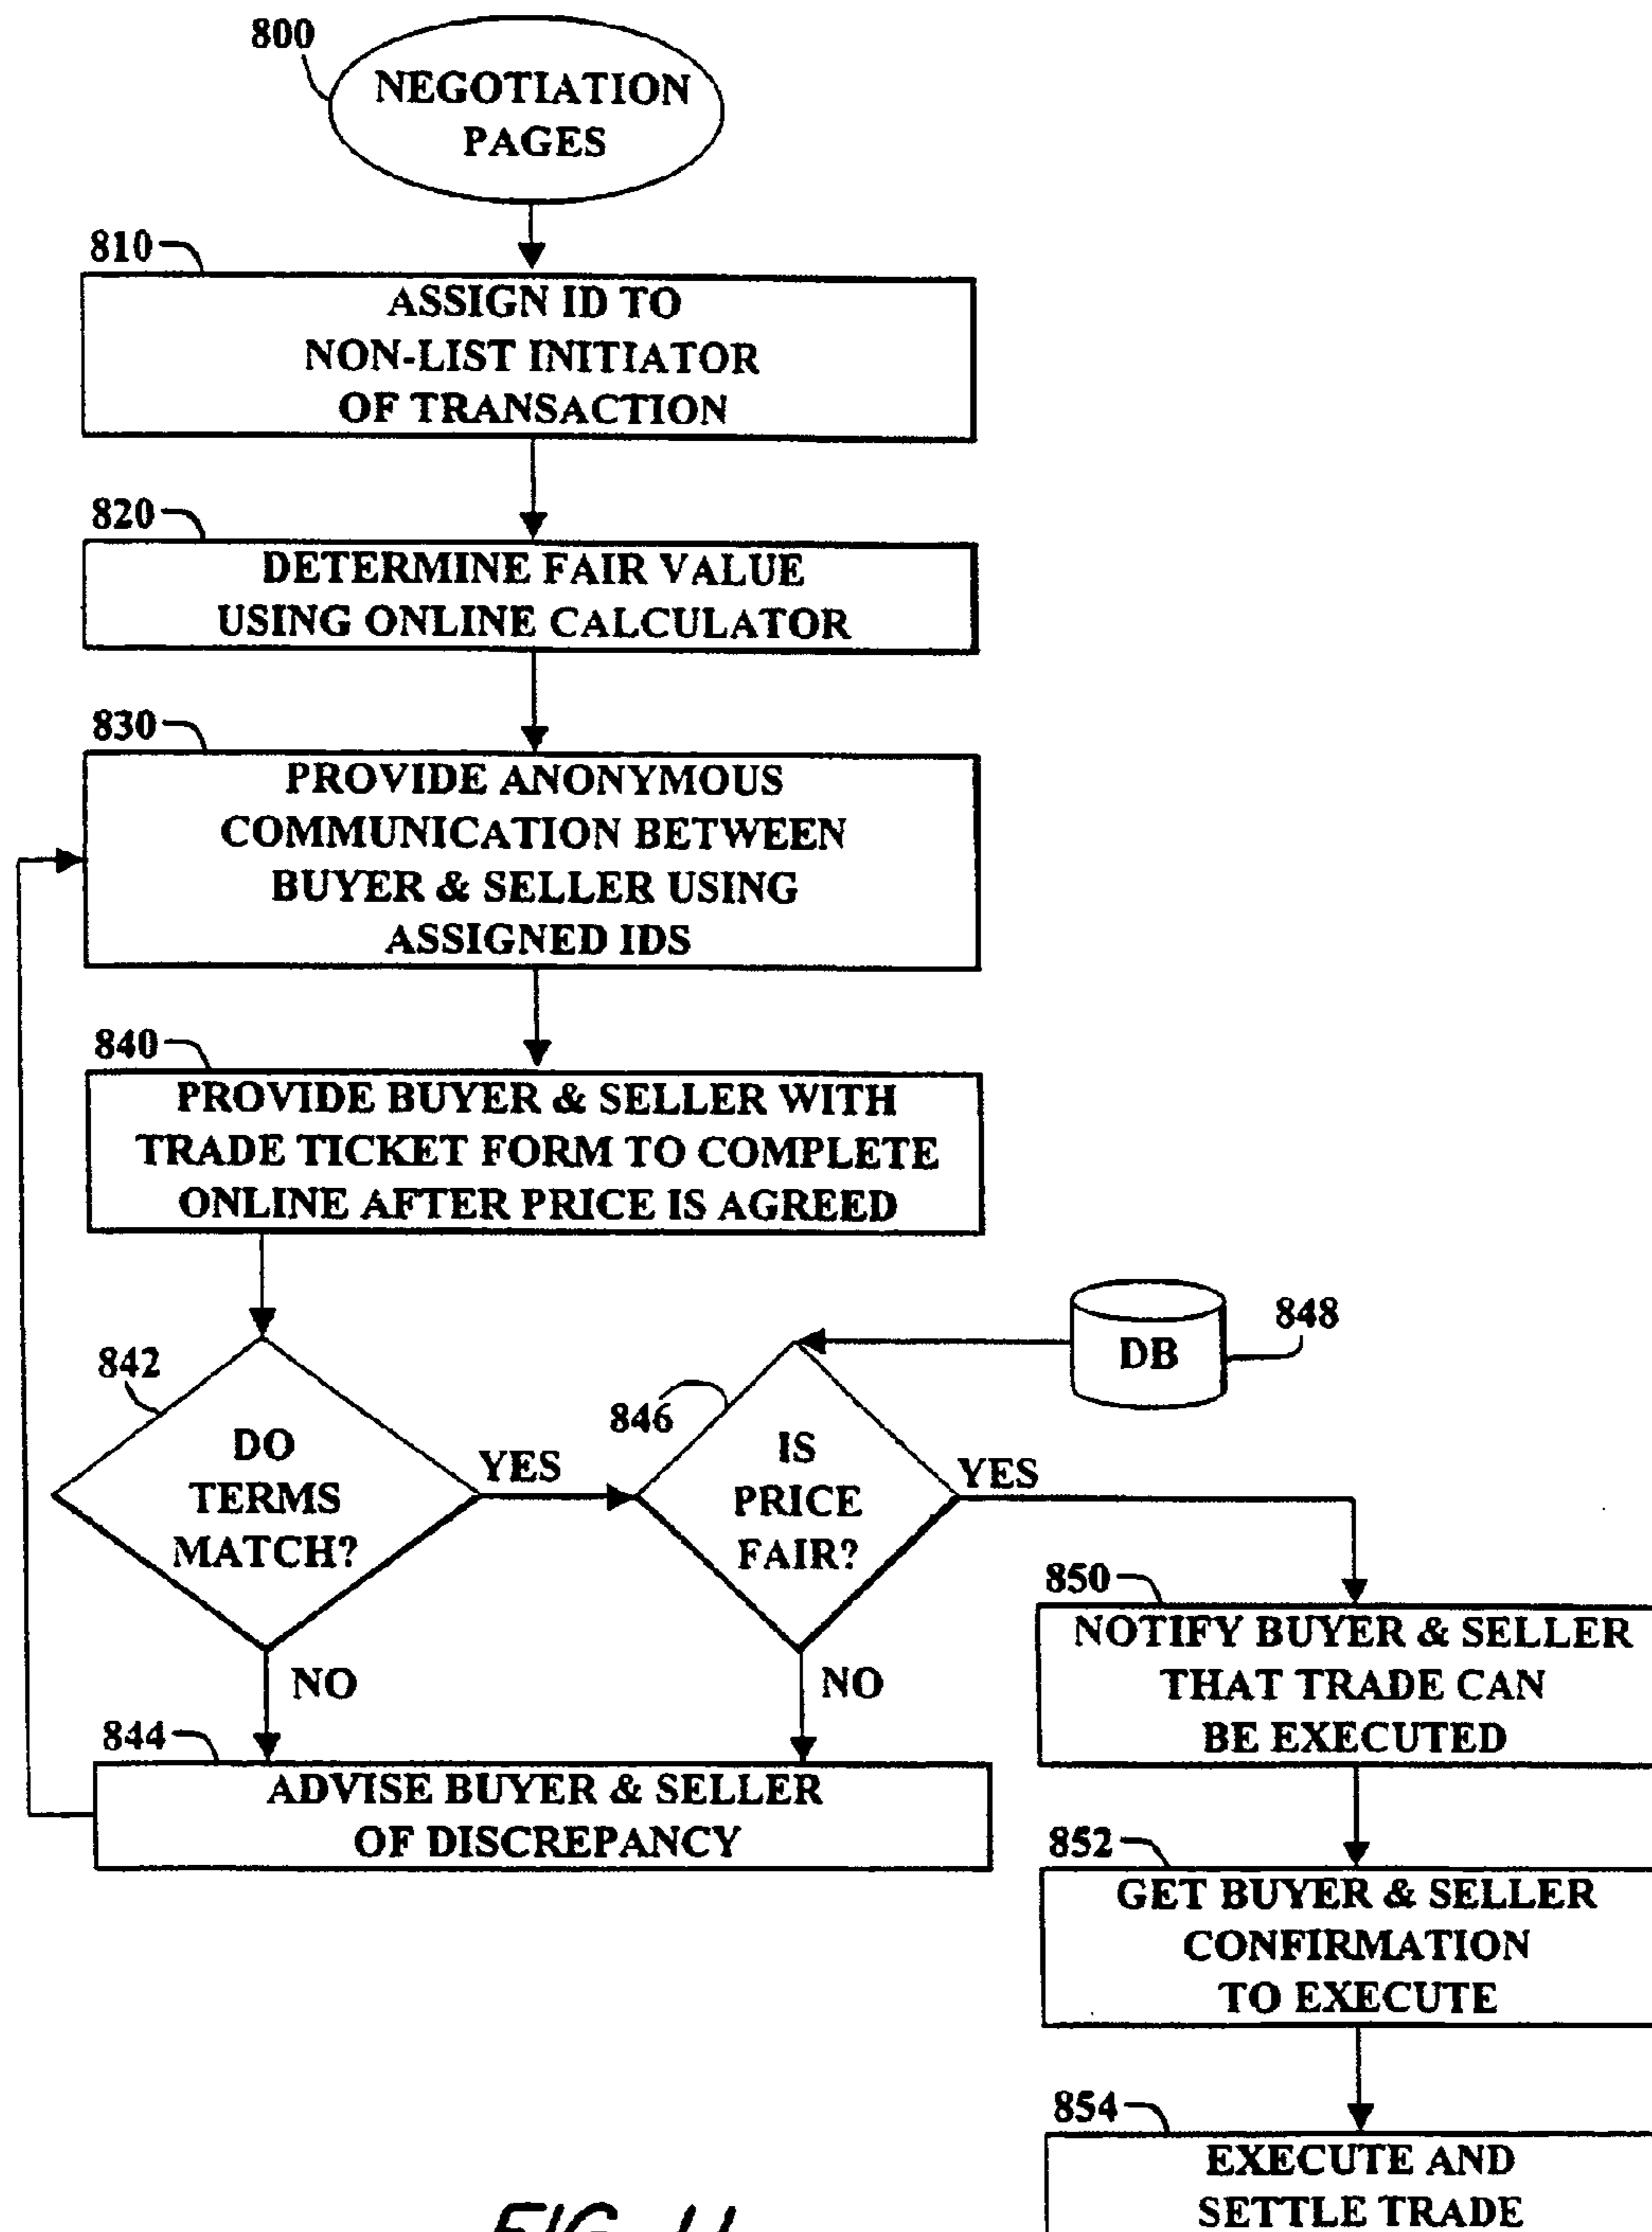 800
NEGOTIATION
PAGES
810
ASSIGN ID TO
NON-LIST INITIATOR
OF TRANSACTION
820
DETERMINE FAIR VALUE
USING ONLINE CALCULATOR
830
PROVIDE ANONYMOUS
COMMUNICATION BETWEEN
BUYER & SELLER USING
ASSIGNED IDS
840
PROVIDE BUYER & SELLER WITH
TRADE TICKET FORM TO COMPLETE
ONLINE AFTER PRICE IS AGREED
842
DO
TERMS
MATCH?
YES
NO
846
IS
PRICE
FAIR?
YES
NO
DB
848
844
ADVISE BUYER & SELLER
OF DISCREPANCY
850
NOTIFY BUYER & SELLER
THAT TRADE CAN
BE EXECUTED
852
GET BUYER & SELLER
CONFIRMATION
TO EXECUTE
854
EXECUTE AND
SETTLE TRADE
FIG. 11